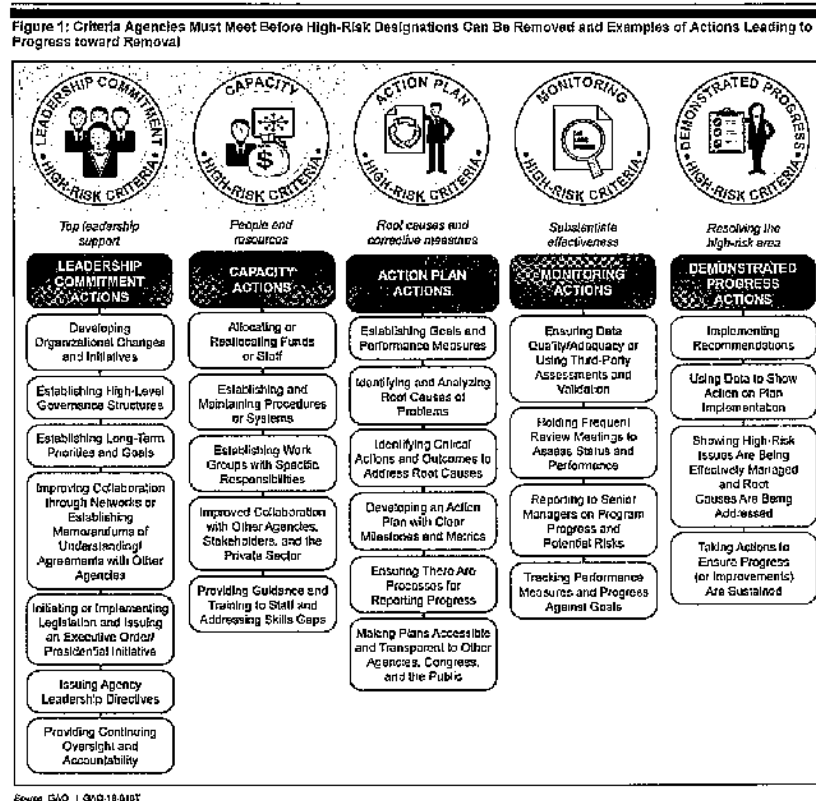 Figure 1: Criteria Agencies Must Meet Before High-Risk Designations Can Be Removed and Examples of Actions Leading to
Progress toward Removal
LEADERSHIP COMMITMENT
HIGH-RISK CRITERIA
Top leadership
support
LEADERSHIP
COMMITMENT
ACTIONS
Developing
Organizational Changes
and Initiatives
Establishing High-Level
Governance Structures
Establishing Long-Term
Priorities and Goals
Improving Collaboration
through Networks or
Establishing
Memorandums of
Understanding/
Agreements with Other
Agencies
Initiating or Implementing
Legislation and Issuing
an Executive Order/
Presidential Initiative
Issuing Agency
Leadership Directives
Providing Continuing
Oversight and
Accountability
CAPACITY
HIGH-RISK CRITERIA
$
People and
resources
CAPACITY
ACTIONS
Allocating or
Reallocating Funds
or Staff
Establishing and
Maintaining Procedures
or Systems
Establishing Work
Groups with Specific
Responsibilities
Improved Collaboration
with Other Agencies,
Stakeholders, and the
Private Sector
Providing Guidance and
Training to Staff and
Addressing Skills Gaps
ACTION PLAN
HIGH-RISK CRITERIA
Root causes and
corrective measures
ACTION PLAN
ACTIONS
Establishing Goals and
Performance Measures
Identifying and Analyzing
Root Causes of
Problems
Identifying Critical
Actions and Outcomes to
Address Root Causes
Developing an Action
Plan with Clear
Milestones and Metrics
Ensuring There Are
Processes for
Reporting Progress
Making Plans Accessible
and Transparent to Other
Agencies, Congress,
and the Public
MONITORING
HIGH-RISK CRITERIA
Substantiate
effectiveness
MONITORING
ACTIONS
Ensuring Data
Quality/Adequacy or
Using Third-Party
Assessments and
Validation
Holding Frequent
Review Meetings to
Assess Status and
Performance
Reporting to Senior
Managers on Program
Progress and
Potential Risks
Tracking Performance
Measures and Progress
Against Goals
DEMONSTRATED PROGRESS
HIGH-RISK CRITERIA
Resolving the
high-risk area
DEMONSTRATED
PROGRESS
ACTIONS
Implementing
Recommendations
Using Data to Show
Action on Plan
Implementation
Showing High-Risk
Issues Are Being
Effectively Managed
and Root
Causes Are Being
Addressed
Taking Actions to
Ensure Progress
(or Improvements)
Are Sustained
Source: GAO. |